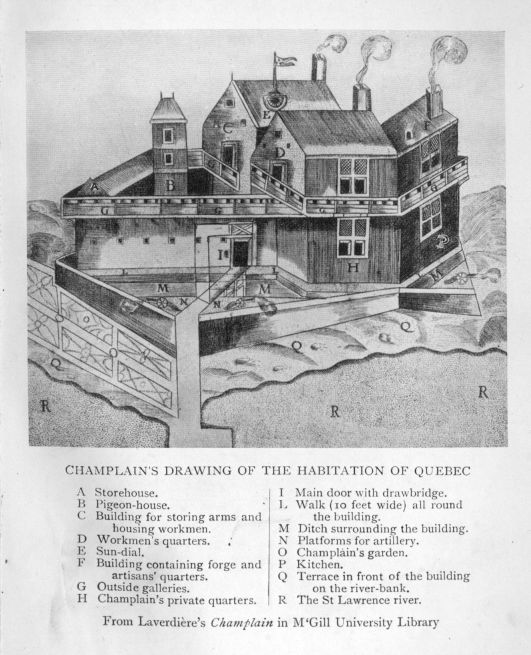 A
B
C
E
D
F
G
G
G
G
I
H
L
M
M
M
N
N
O
O
P
Q
Q
Q
R
R
R
CHAMPLAIN'S DRAWING OF THE HABITATION OF QUEBEC
A Storehouse.
B Pigeon-house.
C Building for storing arms and
housing workmen.
D Workmen's quarters.
E Sun-dial.
F Building containing forge and
artisans' quarters.
G Outside galleries.
H Champlain's private quarters.
I Main door with drawbridge.
L Walk (10 feet wide) all round
the building.
M Ditch surrounding the building.
N Platforms for artillery.
O Champlain's garden.
P Kitchen.
Q Terrace in front of the building
on the river-bank.
R The St Lawrence river.
From Laverdière's Champlain in M‘Gill University Library